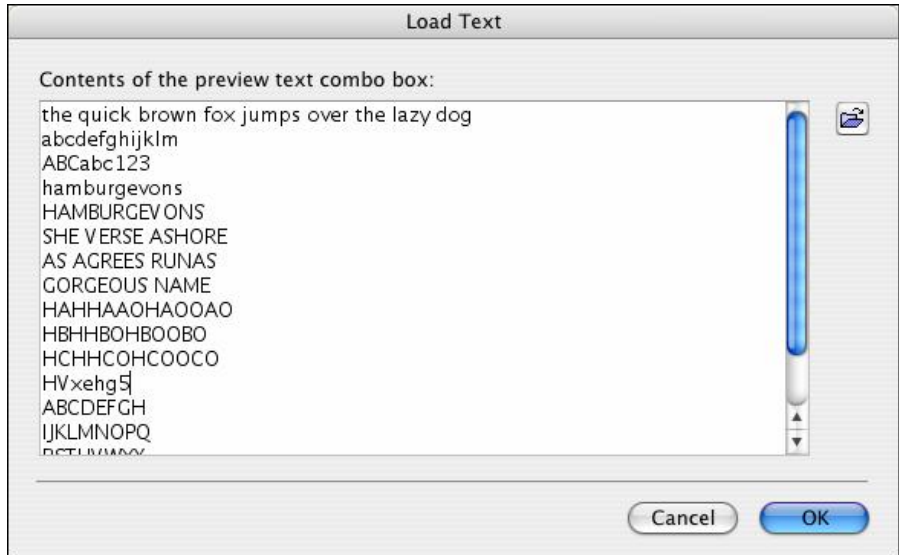 Load Text
Contents of the preview text combo box:
the quick brown fox jumps over the lazy dog
abcdefghijklm
ABCabc123
hamburgevons
HAMBURGEVONS
SHE VERSE ASHORE
AS AGREES RUNAS
GORGEOUS NAME
HAHHAAOHAOOAO
HBHHBOHBOOBO
HCHHCOHCOOCO
HVxehg5
ABCDEFGH
IJKLMNOPQ
Cancel
OK